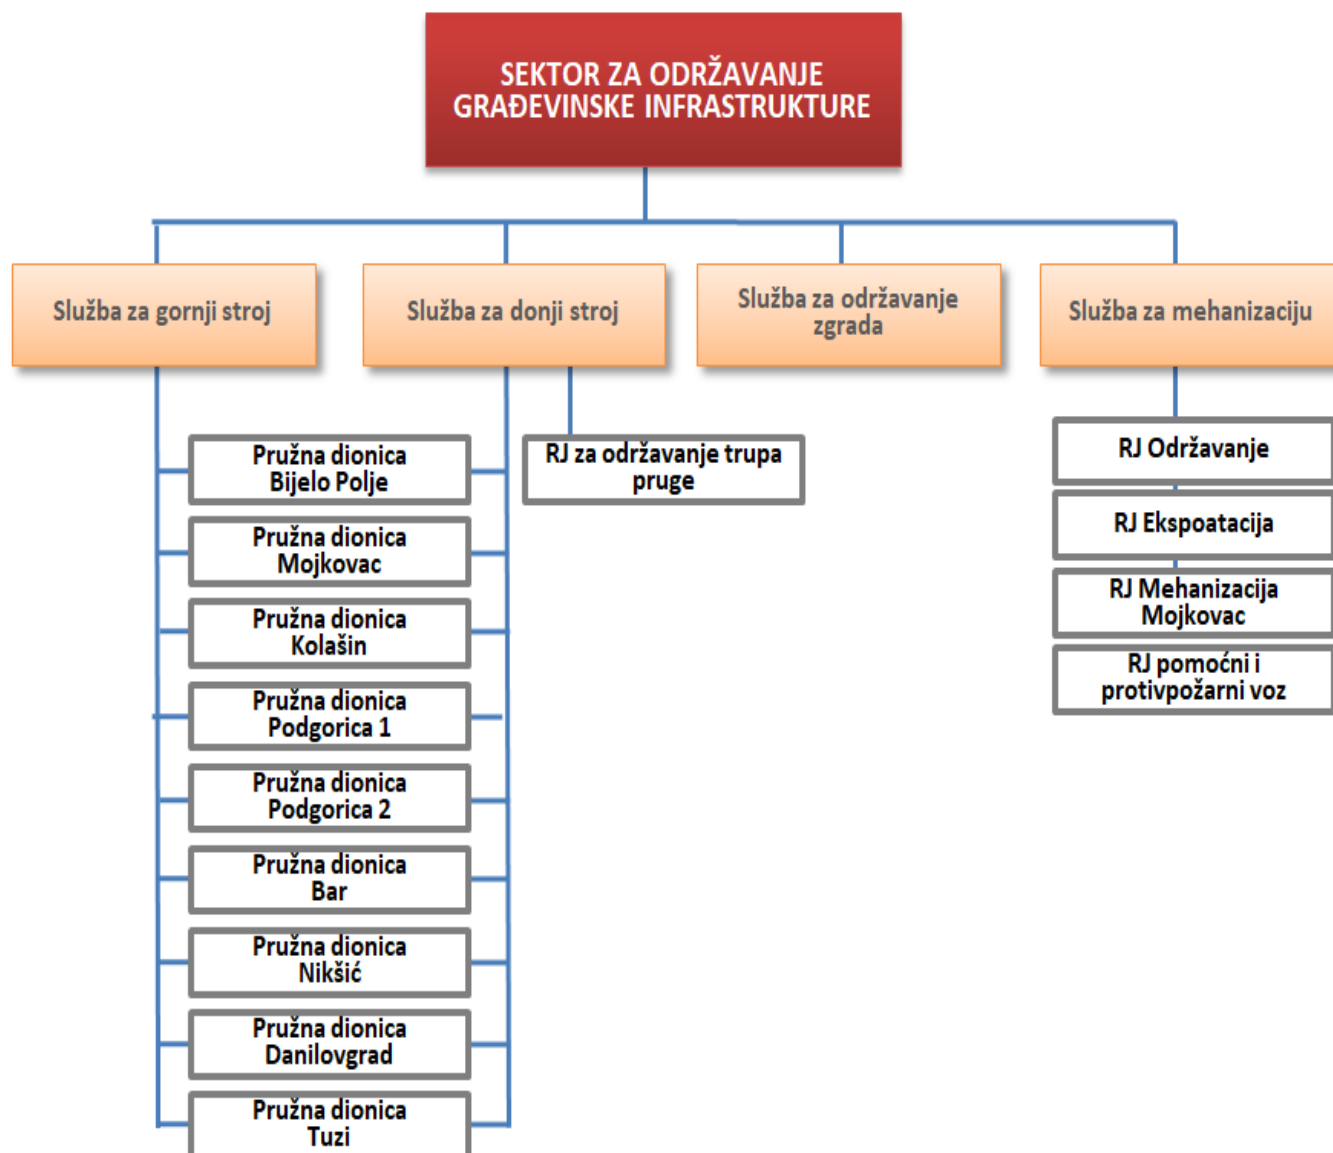 SEKTOR ZA ODRŽAVANJE
GRAĐEVINSKE INFRASTRUKTURE
Služba za gornji stroj
Služba za donji stroj
Služba za održavanje
zgrada
Služba za mehanizaciju
Pružna dionica
Bijelo Polje
Pružna dionica
Mojkovac
Pružna dionica
Kolašin
Pružna dionica
Podgorica 1
Pružna dionica
Podgorica 2
Pružna dionica
Bar
Pružna dionica
Nikšić
Pružna dionica
Danilovgrad
Pružna dionica
Tuzi
RJ za održavanje trupa
pruge
RJ Održavanje
RJ Ekspoatacija
RJ Mehanizacija
Mojkovac
RJ pomoćni i
protivpožarni voz